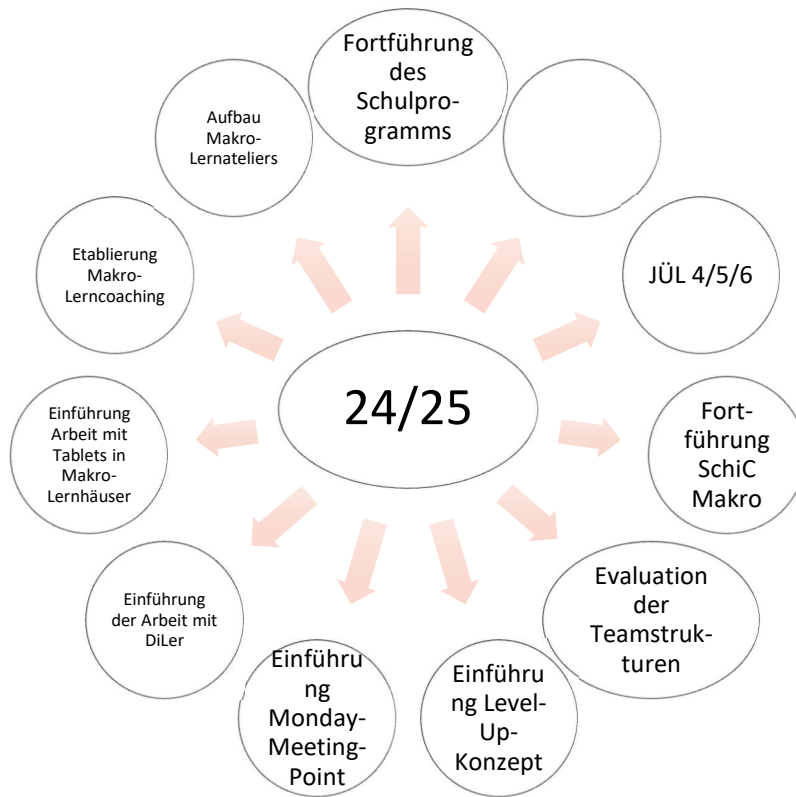 Fortführung
des
Schulpro-
gramms
JÜL 4/5/6
Fort-
führung
SchiC
Makro
Evaluation
der
Teamstruk-
turen
Einführu
ng Level-
Up-
Konzept
Einführu
ng
Monday-
Meeting-
Point
Einführung
der Arbeit mit
DiLer
Einführung
Arbeit mit
Tablets in
Makro-
Lernhäuser
Etablierung
Makro-
Lerncoaching
Aufbau
Makro-
Lernateliers
24/25